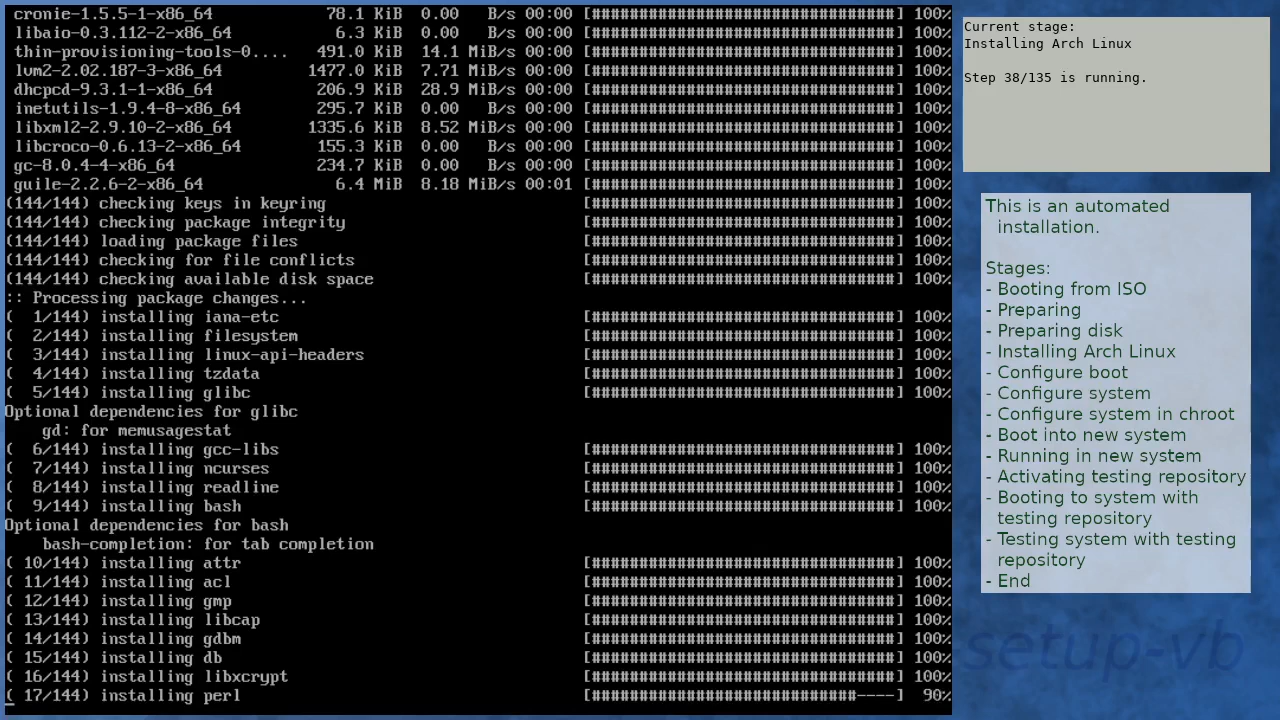 cronie-1.5.5-1-x86_64 78.1 KiB 0.00 B/s 00:00 [################################] 100%
libaio-0.3.112-2-x86_64 6.3 KiB 0.00 B/s 00:00 [################################] 100%
thin-provisioning-tools-0.... 491.0 KiB 14.1 MiB/s 00:00 [################################] 100%
lvm2-2.02.187-3-x86_64 1477.0 KiB 7.71 MiB/s 00:00 [################################] 100%
dhcpcd-9.3.1-1-x86_64 206.9 KiB 28.9 MiB/s 00:00 [################################] 100%
inetutils-1.9.4-8-x86_64 295.7 KiB 0.00 B/s 00:00 [################################] 100%
libxml2-2.9.10-2-x86_64 1335.6 KiB 8.52 MiB/s 00:00 [################################] 100%
libcroco-0.6.13-2-x86_64 155.3 KiB 0.00 B/s 00:00 [################################] 100%
gc-8.0.4-4-x86_64 234.7 KiB 0.00 B/s 00:00 [################################] 100%
guile-2.2.6-2-x86_64 6.4 MiB 8.18 MiB/s 00:01 [################################] 100%
(144/144) checking keys in keyring [################################] 100%
(144/144) checking package integrity [################################] 100%
(144/144) loading package files [################################] 100%
(144/144) checking for file conflicts [################################] 100%
(144/144) checking available disk space [################################] 100%
:: Processing package changes...
( 1/144) installing iana-etc [################################] 100%
( 2/144) installing filesystem [################################] 100%
( 3/144) installing linux-api-headers [################################] 100%
( 4/144) installing tzdata [################################] 100%
( 5/144) installing glibc [################################] 100%
Optional dependencies for glibc
gd: for memusagestat
( 6/144) installing gcc-libs [################################] 100%
( 7/144) installing ncurses [################################] 100%
( 8/144) installing readline [################################] 100%
( 9/144) installing bash [################################] 100%
Optional dependencies for bash
bash-completion: for tab completion
( 10/144) installing attr [################################] 100%
( 11/144) installing acl [################################] 100%
( 12/144) installing gmp [################################] 100%
( 13/144) installing libcap [################################] 100%
( 14/144) installing gdbm [################################] 100%
( 15/144) installing db [################################] 100%
( 16/144) installing libxcrypt [################################] 100%
( 17/144) installing perl [############################----] 90%
Current stage:
Installing Arch Linux
Step 38/135 is running.
This is an automated
installation.
Stages:
- Booting from ISO
- Preparing
- Preparing disk
- Installing Arch Linux
- Configure boot
- Configure system
- Configure system in chroot
- Boot into new system
- Running in new system
- Activating testing repository
- Booting to system with
testing repository
- Testing system with testing
repository
- End
setup-vb